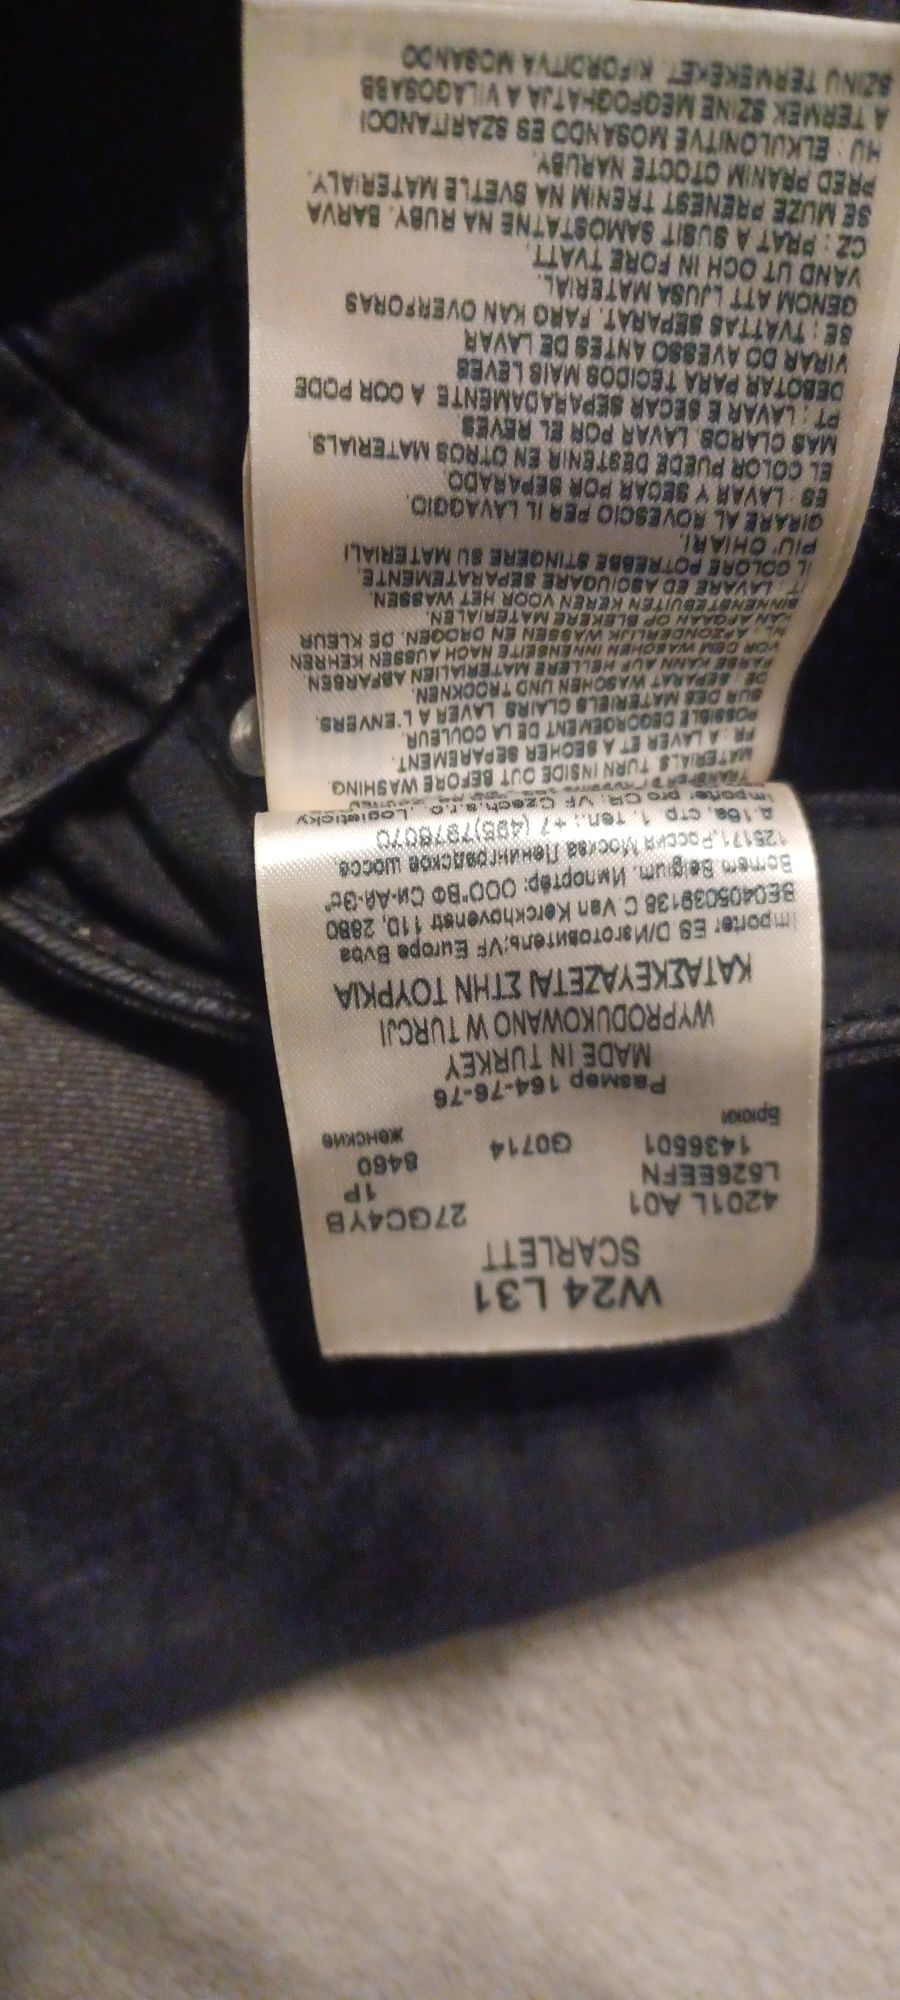 W24 L31
SCARLETT
4201L A01 27GC4YB
L626EEFN 1P
1436501 G0714 8460
Брюки женские
Размер 164-76-76
MADE IN TURKEY
WYPRODUKOWANO W TURCJI
ΚΑΤΑΣΚΕΥΑΖΕΤΑΙ ΣΤΗΝ ΤΟΥΡΚΙΑ
Importer ES D/Изготовитель:VF Europe Bvba
BE0405039138 C Van Kerckhovenstr 110, 2880
Bornem Belgium. Импортёр: ООО"ВФ Си-Ай-Эс"
125171,Россия Москва Ленинградское шоссе
д.16а, стр 1. тел.: +7 (495)7978070
Importer pro CR: VF Czech s.r.o., Logisticky
BEFORE WASHING
MATERIALS. TURN INSIDE OUT BEFORE WASHING.
FR : A LAVER ET A SECHER SEPAREMENT.
POSSIBLE DEGORGEMENT DE LA COULEUR
SUR DES MATERIELS CLAIRS. LAVER A L'ENVERS.
DE : SEPARAT WASCHEN UND TROCKNEN.
FARBE KANN AUF HELLERE MATERIALIEN ABFARBEN
VOR DEM WASCHEN INNENSEITE NACH AUSSEN KEHREN
NL : AFZONDERLIJK WASSEN EN DROGEN. DE KLEUR
KAN AFGAAN OP BLEKERE MATERIALEN.
BINNENSTEBUITEN KEREN VOOR HET WASSEN.
IT : LAVARE ED ASCIUGARE SEPARATEMENTE.
IL COLORE POTREBBE STINGERE SU MATERIALI
PIU' CHIARI.
GIRARE AL ROVESCIO PER IL LAVAGGIO.
ES : LAVAR Y SECAR POR SEPARADO
EL COLOR PUEDE DESTENIR EN OTROS MATERIALS,
MAS CLAROS. LAVAR POR EL REVES
PT : LAVAR E SECAR SEPARADAMENTE A COR PODE
DEBOTAR PARA TECIDOS MAIS LEVES
VIRAR DO AVESSO ANTES DE LAVAR
SE : TVATTAS SEPARAT. FARG KAN OVERFORAS
GENOM ATT LJUSA MATERIAL.
VAND UT OCH IN FORE TVATT
CZ : PRAT A SUSIT SAMOSTATNE NA RUBY. BARVA
SE MUZE PRENEST TRENIM NA SVETLE MATERIALY.
PRED PRANIM OTOCTE NARUBY.
HU : ELKULONITVE MOSANDO ES SZARITANDO!
A TERMEK SZINE MEGFOGHATJA A VILAGOSABB
SZINU TERMEKEKET. KIFORDITVA MOSANDO